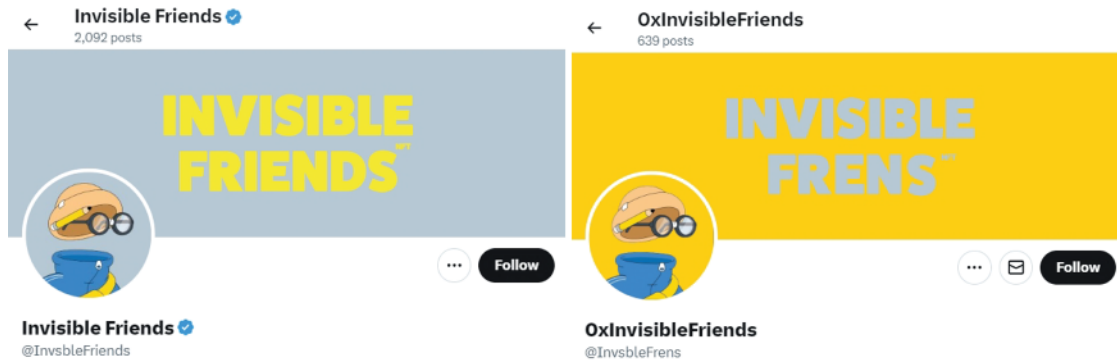 Invisible Friends
2,092 posts
INVISIBLE
FRIENDS
Follow
Invisible Friends
@InvsbleFriends
0xInvisibleFriends
639 posts
INVISIBLE
FRENS
Follow
0xInvisibleFriends
@InvsbleFrens